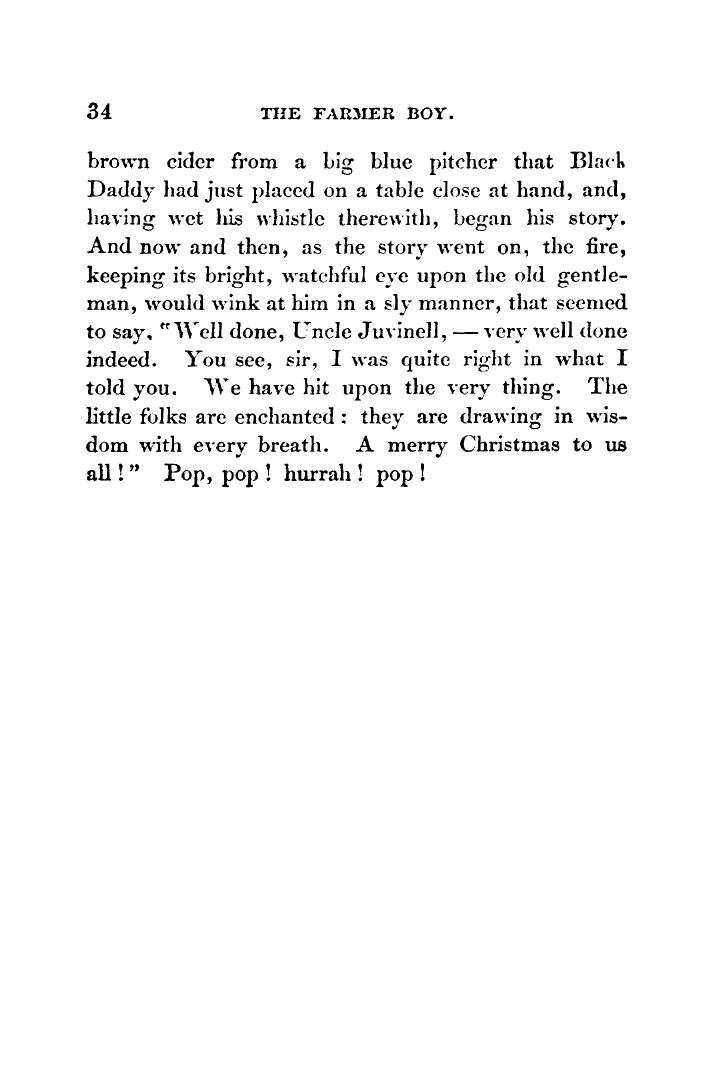 34 THE FARMER BOY.
brown cider from a big blue pitcher that Black
Daddy had just placed on a table close at hand, and,
having wet his whistle therewith, began his story.
And now and then, as the story went on, the fire,
keeping its bright, watchful eye upon the old gentle-
man, would wink at him in a sly manner, that seemed
to say, "Well done, Uncle Juvinell, — very well done
indeed. You see, sir, I was quite right in what I
told you. We have hit upon the very thing. The
little folks are enchanted : they are drawing in wis-
dom with every breath. A merry Christmas to us
all ! " Pop, pop ! hurrah ! pop !